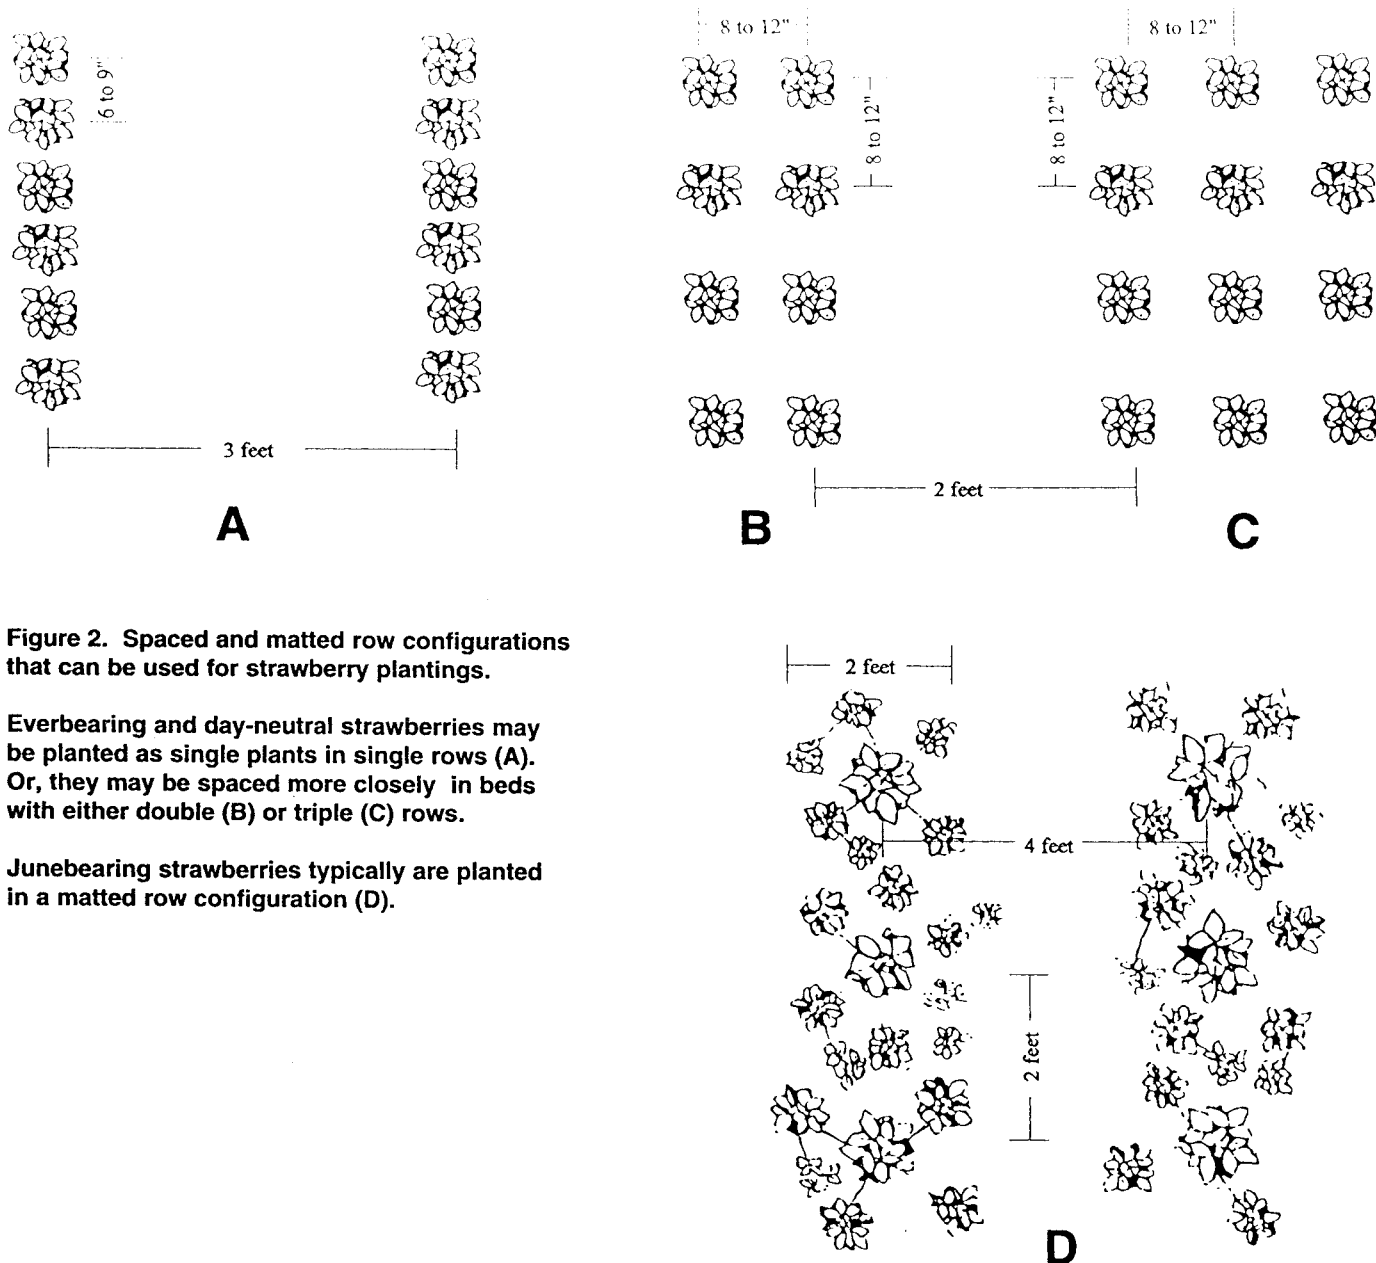 8 to 12"
8 to 12"
6 to 9"
8 to 12"
8 to 12"
3 feet
2 feet
A
B
C
Figure 2. Spaced and matted row configurations
that can be used for strawberry plantings.
Everbearing and day-neutral strawberries may
be planted as single plants in single rows (A).
Or, they may be spaced more closely in beds
with either double (B) or triple (C) rows.
Junebearing strawberries typically are planted
in a matted row configuration (D).
2 feet
4 feet
2 feet
D